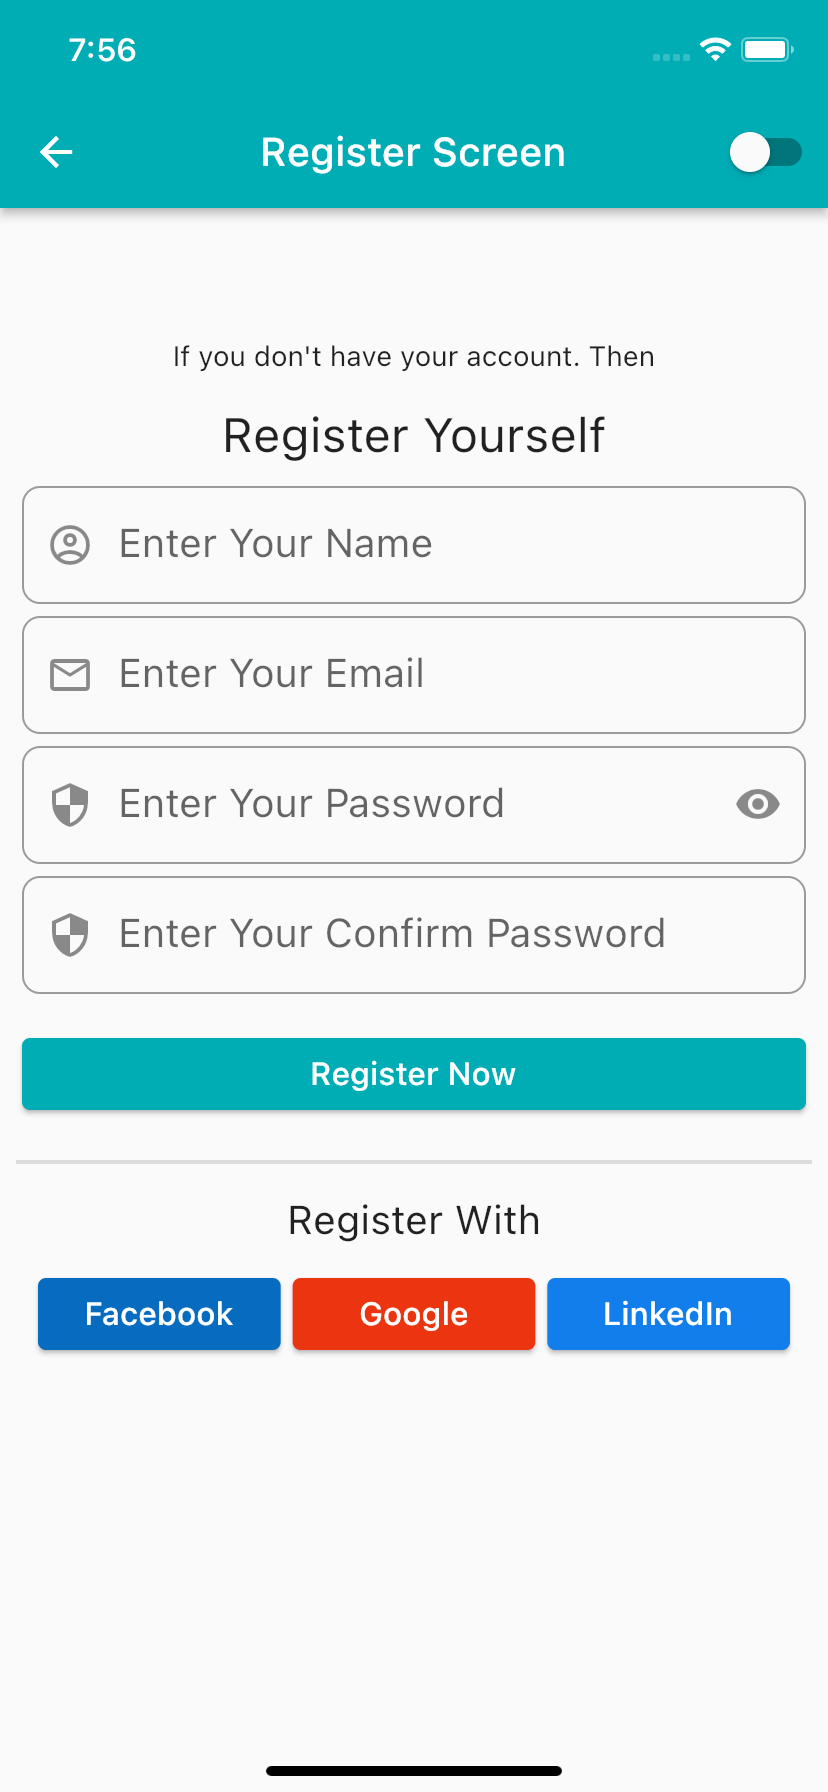 7:56
Register Screen
If you don't have your account. Then
Register Yourself
Enter Your Name
Enter Your Email
Enter Your Password
Enter Your Confirm Password
Register Now
Register With
Facebook Google LinkedIn